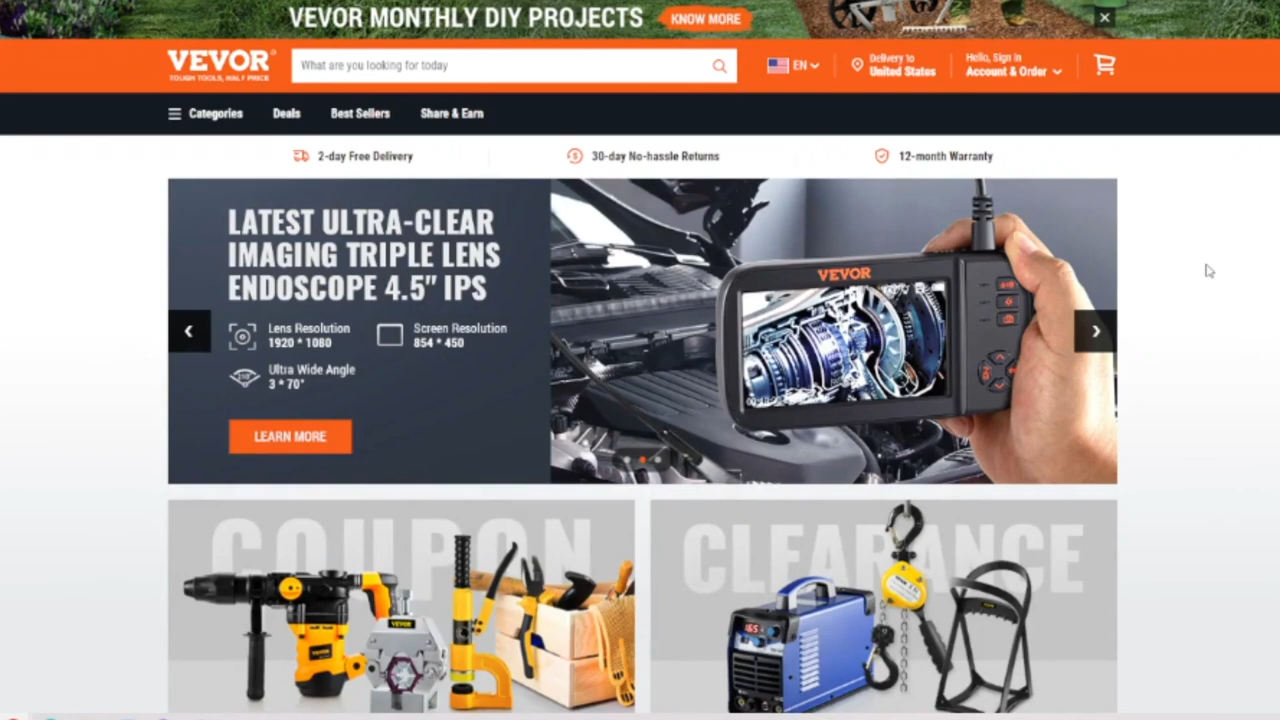 VEVOR MONTHLY DIY PROJECTS
KNOW MORE
VEVOR
TOUGH TOOLS, HALF PRICE
What are you looking for today
EN
Delivery to
United States
Hello, Sign in
Account & Order
Categories
Deals
Best Sellers
Share & Earn
2-day Free Delivery
30-day No-hassle Returns
12-month Warranty
LATEST ULTRA-CLEAR
IMAGING TRIPLE LENS
ENDOSCOPE 4.5" IPS
Lens Resolution
1920 * 1080
Screen Resolution
854 * 450
Ultra Wide Angle
3 * 70°
LEARN MORE
VEVOR
COUPON
CLEARANCE
VEVOR
VEVOR
165